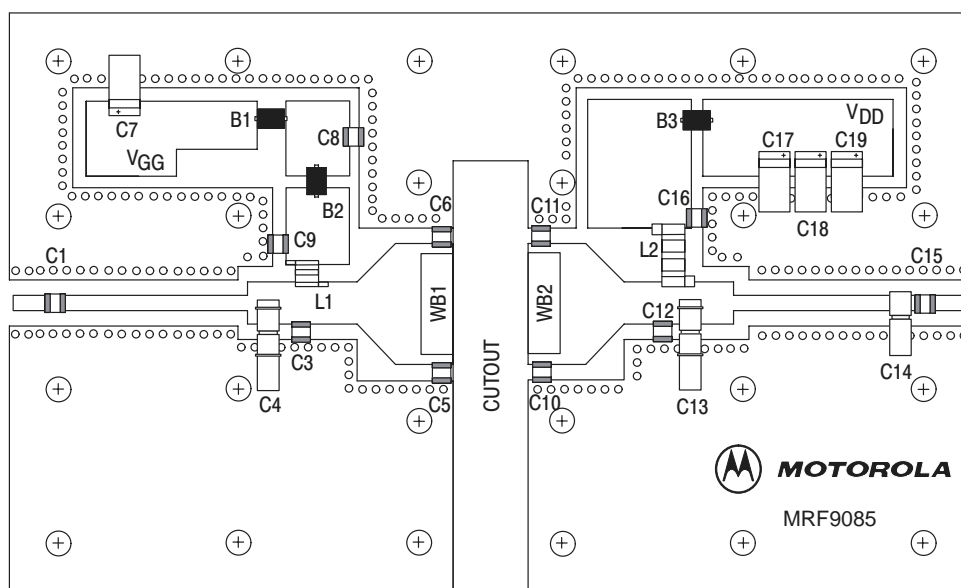 C7
B1
C8
VGG
B2
C6
C9
C1
L1
C3
C4
C5
WB1
CUTOUT
WB2
C11
C10
B3
VDD
C17
C19
C16
C18
L2
C15
C12
C13
C14
MOTOROLA
MRF9085